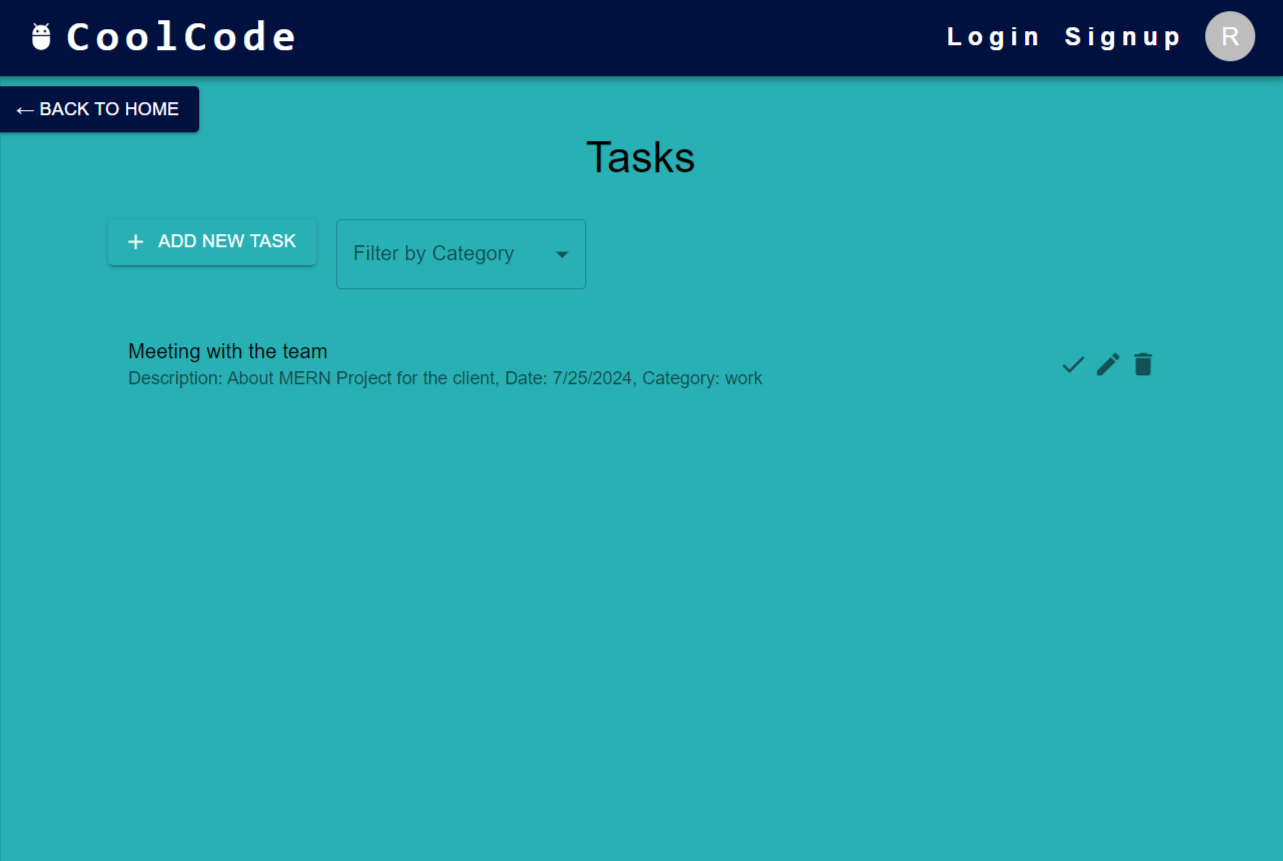 CoolCode
Login Signup R
← BACK TO HOME
Tasks
+ ADD NEW TASK
Filter by Category
Meeting with the team
Description: About MERN Project for the client, Date: 7/25/2024, Category: work